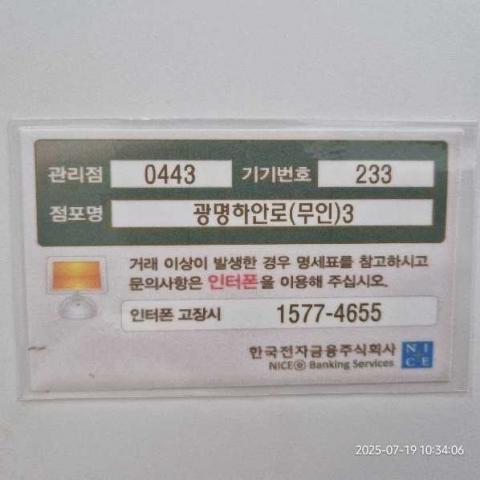 관리점 0443 기기번호 233
점포명 광명하안로(무인)3
거래 이상이 발생한 경우 명세표를 참고하시고
문의사항은 인터폰을 이용해 주십시오.
인터폰 고장시 1577-4655
한국전자금융주식회사
NICEⓔ Banking Services
NI
CE
2025-07-19 10:34:06